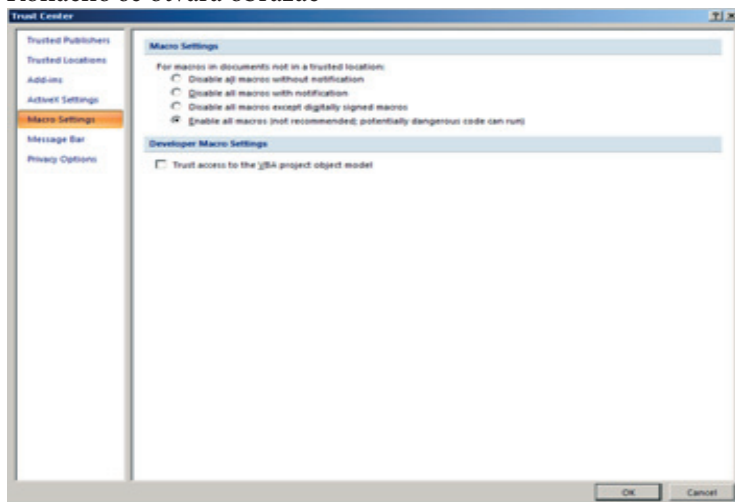 Trust Center
Trusted Publishers
Trusted Locations
Add-ins
ActiveX Settings
Macro Settings
Message Bar
Privacy Options
Macro Settings
For macros in documents not in a trusted location:
Disable all macros without notification
Disable all macros with notification
Disable all macros except digitally signed macros
Enable all macros (not recommended; potentially dangerous code can run)
Developer Macro Settings
Trust access to the VBA project object model
OK
Cancel